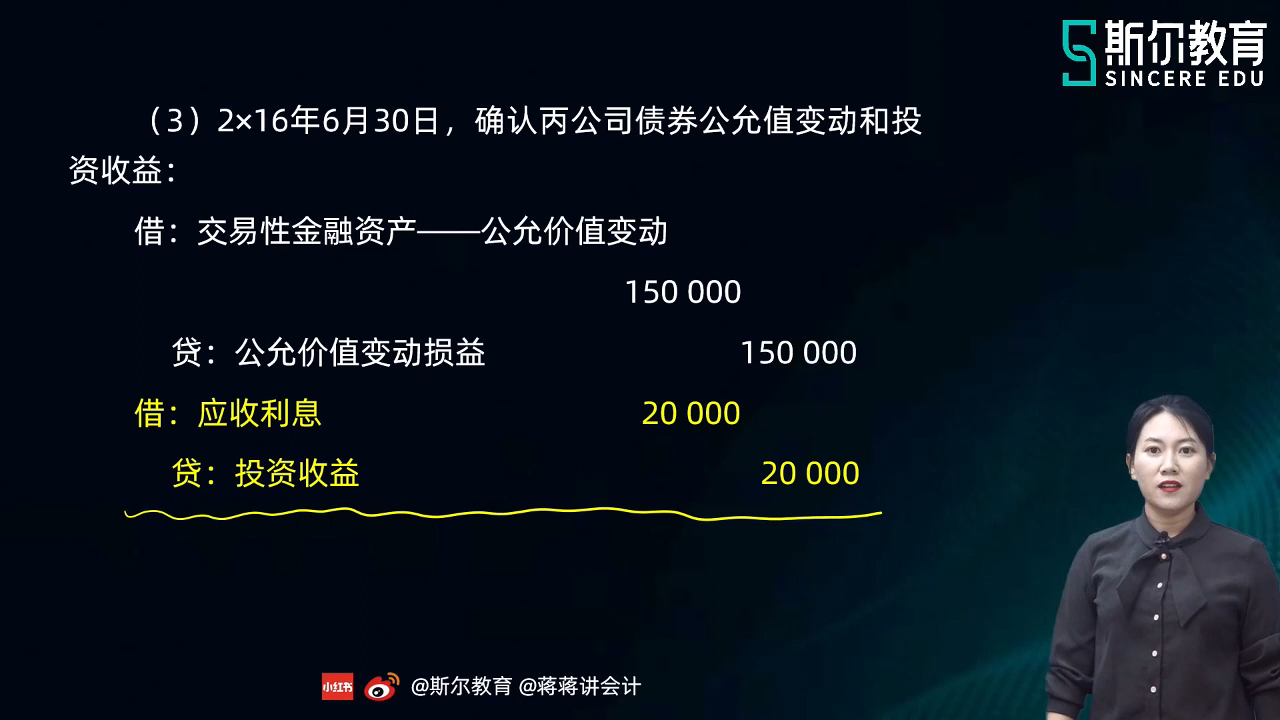 斯尔教育
SINCERE EDU
（3）2×16年6月30日，确认丙公司债券公允值变动和投
资收益：
借：交易性金融资产——公允价值变动
150 000
贷：公允价值变动损益 150 000
借：应收利息 20 000
贷：投资收益 20 000
小红书 @斯尔教育 @蒋蒋讲会计